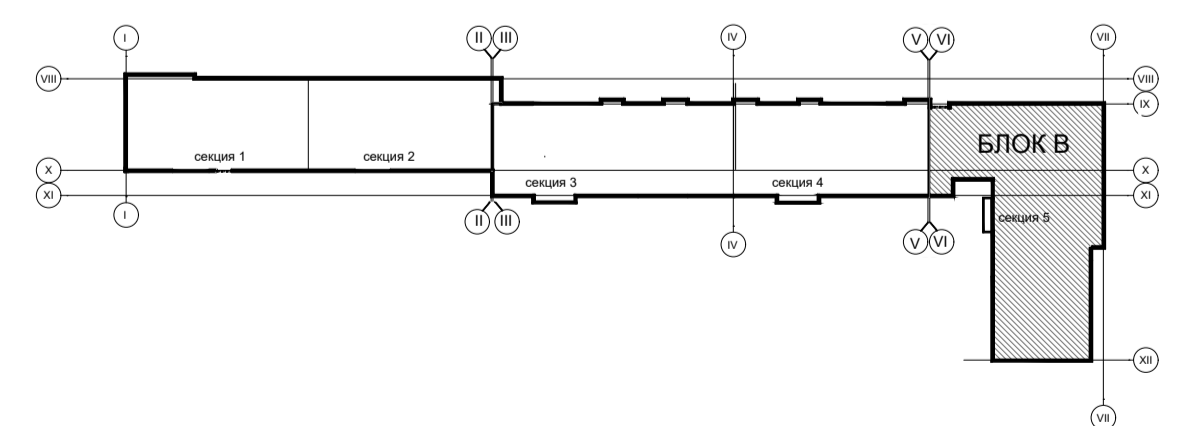 I II III IV V VI VII
VIII VIII
IX
БЛОК В
секция 1 секция 2
X X
секция 3 секция 4
XI XI
I II III секция 5
IV V VI
XII
VII